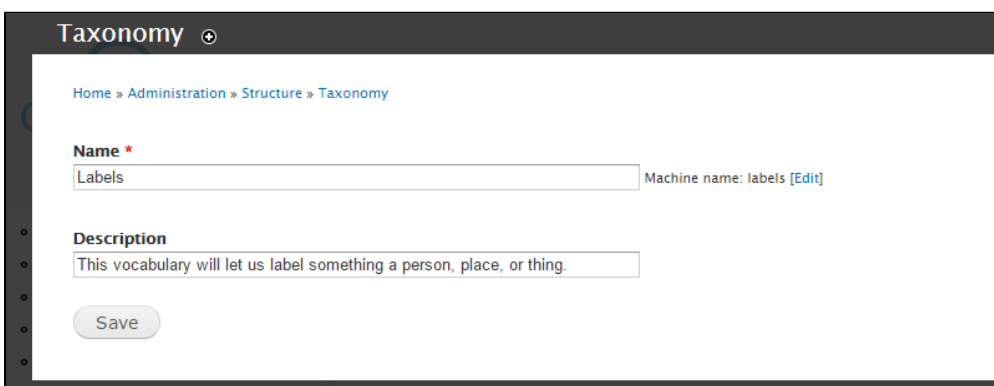 Taxonomy
Home » Administration » Structure » Taxonomy
Name *
Labels
Machine name: labels [Edit]
Description
This vocabulary will let us label something a person, place, or thing.
Save